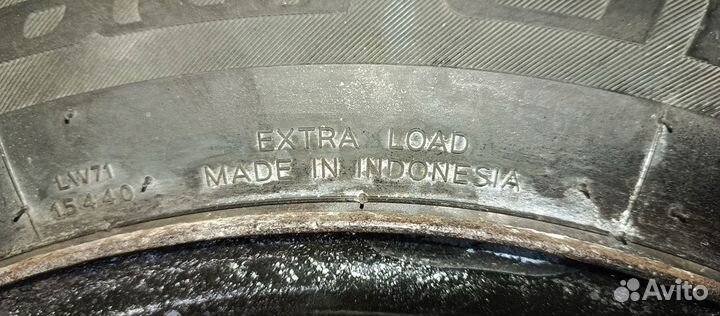 EXTRA LOAD
MADE IN INDONESIA
LW71
15440
Avito